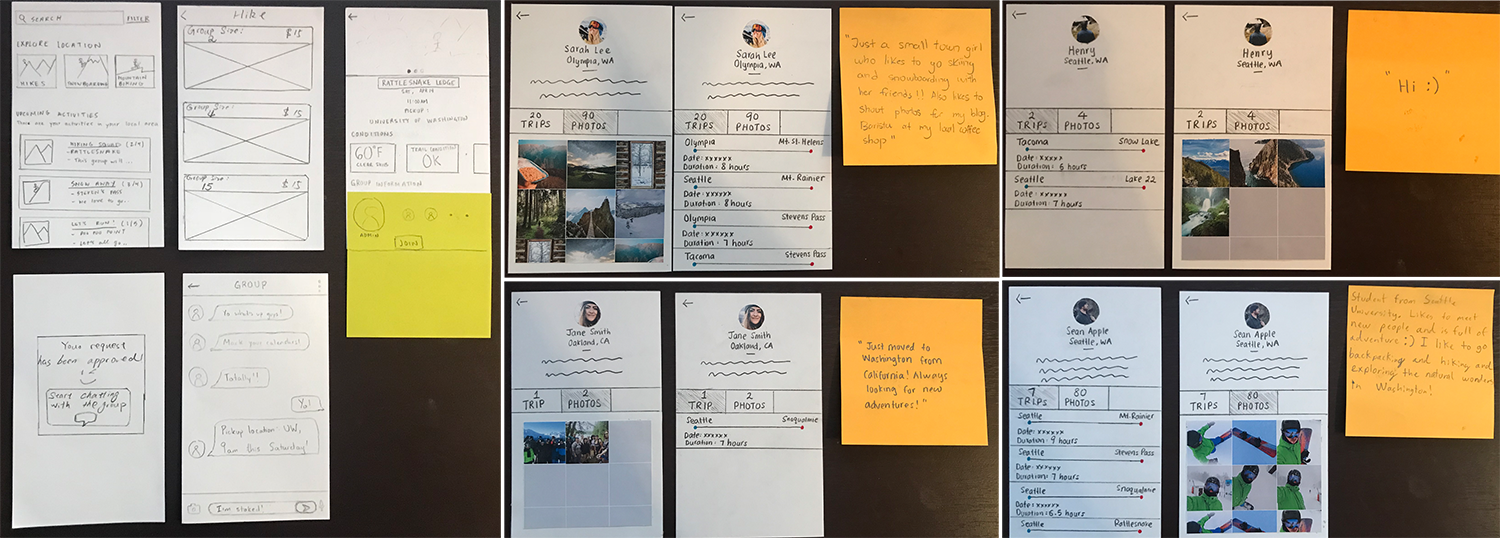 SEARCH
FILTER
EXPLORE LOCATION
HIKES
SNOWBOARDING
MOUNTAIN
BIKING
UPCOMING ACTIVITIES
These are your activities in your local area
HIKING SQUAD (2/4)
- RATTLESNAKE
- This group will...
(3/4)
- STEVEN'S PASS
- We love to go...
LET'S RUN! (1/5)
- Let's all go...
Hike
Group Size: $15
2
Group Size: $15
4
Group Size: $15
15
RATTLESNAKE LEDGE
11:00AM
PICKUP:
UNIVERSITY OF WASHINGTON
CONDITIONS
60°F
CLEAR SKIES
TRAIL CONDITION
OK
GROUP INFORMATION
ADMIN
JOIN
Your request
has been approved!
Start chatting
with the group
GROUP
Yo what's up guys!
Mark your calendars!
Totally!!
Yo!
Pickup location: UW,
9am this Saturday!
I'm stoked!
Sarah Lee
Olympia, WA
20
TRIPS
90
PHOTOS
Sarah Lee
Olympia, WA
20
TRIPS
90
PHOTOS
Olympia Mt. St. Helens
Date: xxxxxx
Duration: 8 hours
Seattle Mt. Rainier
Date: xxxxxx
Duration: 8 hours
Olympia Stevens Pass
Date: xxxxxx
Duration: 7 hours
Tacoma Stevens Pass
"Just a small town girl
who likes to go skiing
and snowboarding with
her friends!! Also likes to
shoot photos for my blog.
Barista at my local coffee
shop"
Henry
Seattle, WA
2
TRIPS
4
PHOTOS
Tacoma Snow Lake
Date: xxxxx
Duration: 6 hours
Seattle Lake 22
Date: xxxxxx
Duration: 7 hours
Henry
Seattle, WA
2
TRIPS
4
PHOTOS
"Hi :)"
Jane Smith
Oakland, CA
1
TRIP
2
PHOTOS
Jane Smith
Oakland, CA
1
TRIP
2
PHOTOS
Seattle Snoqualmie
Date: xxxxxx
Duration: 7 hours
"Just moved to
Washington from
California! Always
looking for new
adventures!"
Sean Apple
Seattle, WA
7
TRIPS
80
PHOTOS
Seattle Mt. Rainier
Date: xxxxxx
Duration: 9 hours
Seattle Stevens Pass
Date: xxxxxx
Duration: 7 hours
Seattle Snoqualmie
Date: xxxxxx
Duration: 6.5 hours
Seattle Rattlesnake
Sean Apple
Seattle, WA
7
TRIPS
80
PHOTOS
Student from Seattle
University. Likes to meet
new people and is full of
adventure :) I like to go
backpacking and hiking and
exploring the natural wonders
in Washington!